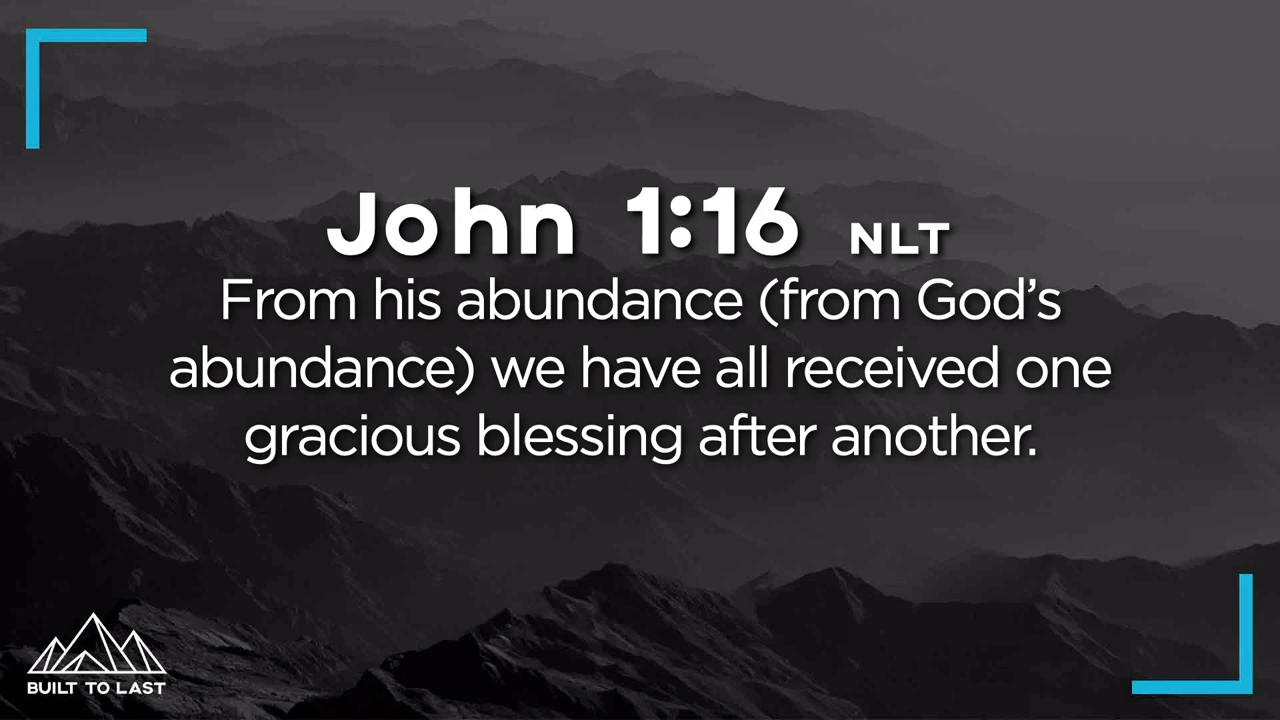 John 1:16 NLT
From his abundance (from God’s
abundance) we have all received one
gracious blessing after another.
BUILT TO LAST